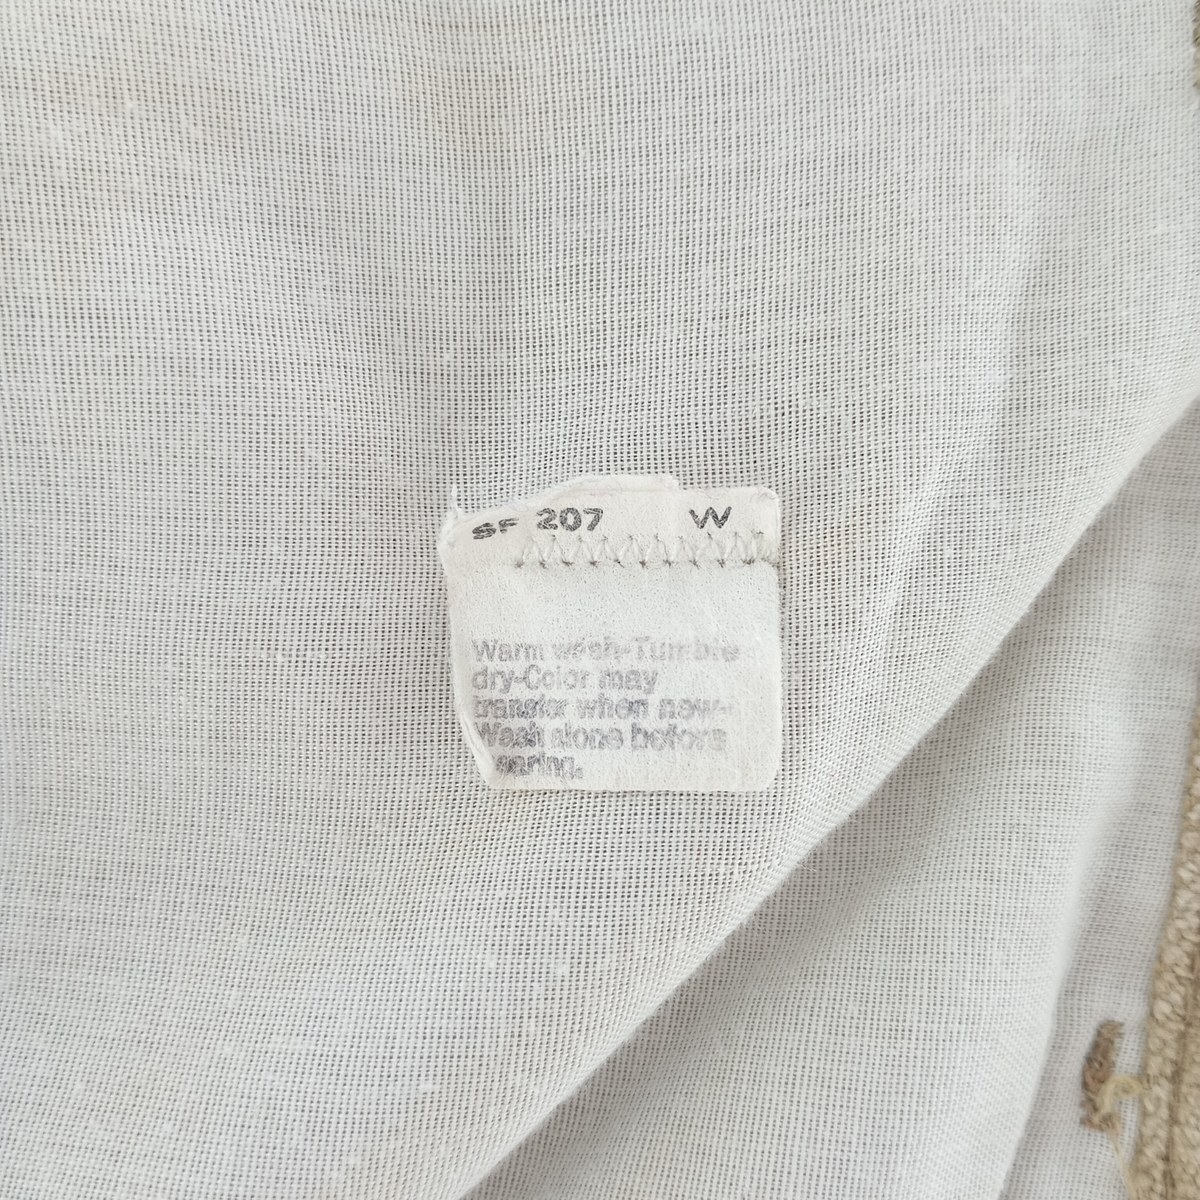 SF 207 W
Warm wash-Tumble
dry-Color may
transfer when new-
Wash alone before
wearing.